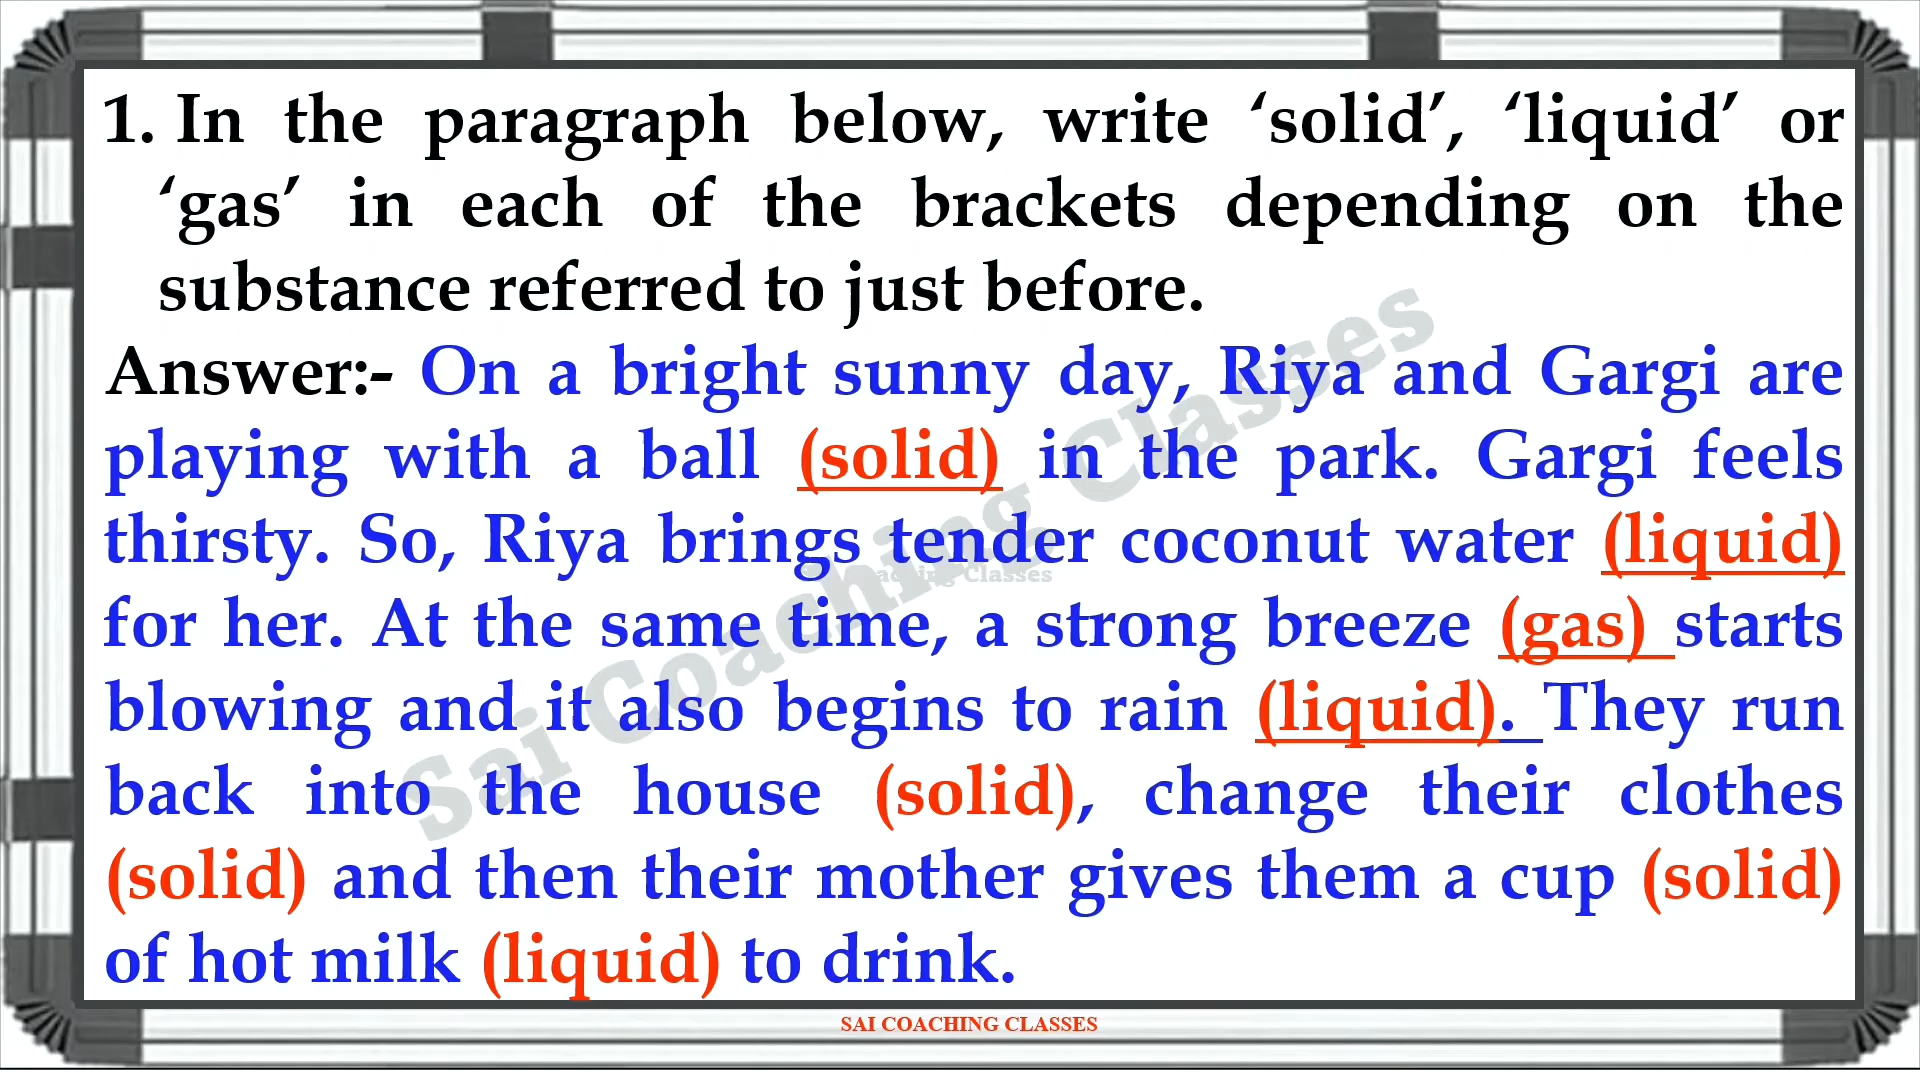 1. In the paragraph below, write ‘solid’, ‘liquid’ or
‘gas’ in each of the brackets depending on the
substance referred to just before.
Answer:- On a bright sunny day, Riya and Gargi are
playing with a ball (solid) in the park. Gargi feels
thirsty. So, Riya brings tender coconut water (liquid)
for her. At the same time, a strong breeze (gas) starts
blowing and it also begins to rain (liquid). They run
back into the house (solid), change their clothes
(solid) and then their mother gives them a cup (solid)
of hot milk (liquid) to drink.
Sai Coaching Classes
Classes
SAI COACHING CLASSES